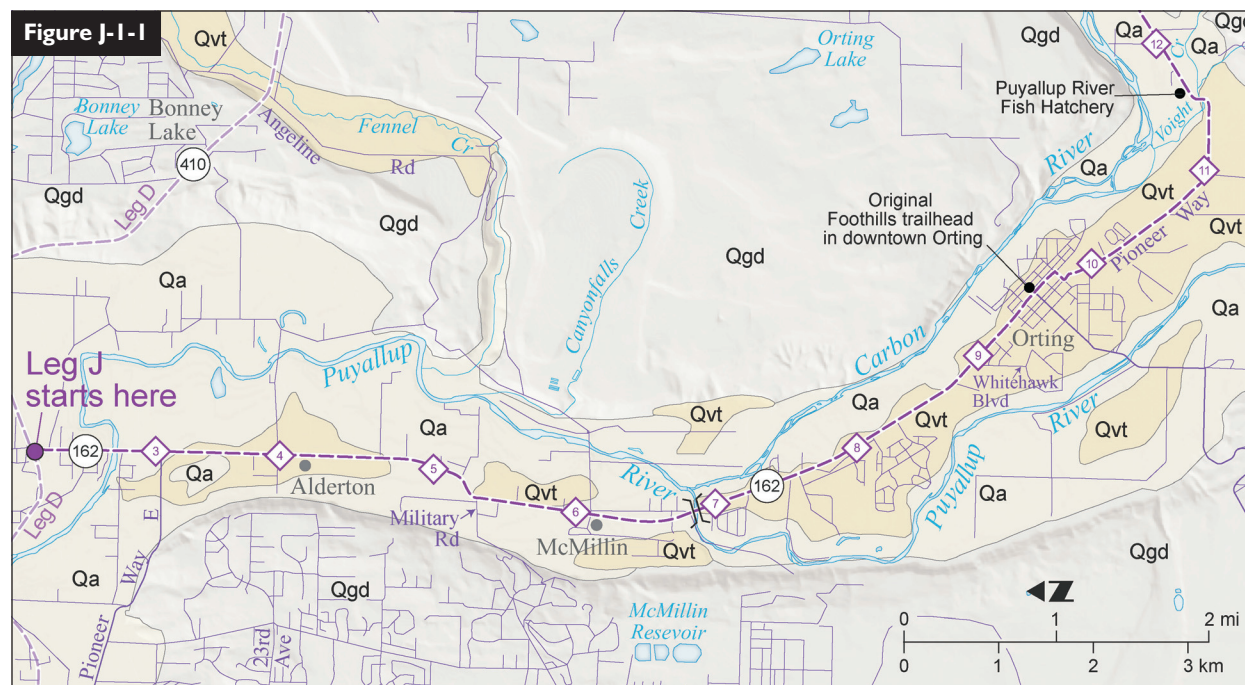 Figure J-1-1
Qvt
Qgd
Qa
Qgd
Qa
12
Cr
Orting
Lake
Puyallup River
Fish Hatchery
Voight
Bonney
Lake
Bonney
Lake
Angeline
Rd
Fennel
Cr
410
Leg D
Qgd
Qgd
River
Qa
Qvt
11
Qvt
Original
Foothills trailhead
in downtown Orting
Pioneer Way
10
Canyonfalls
Creek
Qgd
Qa
Qa
Leg J
starts here
Puyallup
Carbon
Orting
9
Whitehawk
Blvd
River
Qvt
Qa
Qvt
Qa
Qvt
162
3
4
5
Qa
Alderton
8
Leg D
Qvt
River
162
7
Puyallup
Qa
Military
Rd
6
McMillin
Qvt
Qa
Pioneer
Way
E
Qgd
23rd
Ave
McMillin
Resevoir
Qgd
Z
0 1 2 mi
0 1 2 3 km